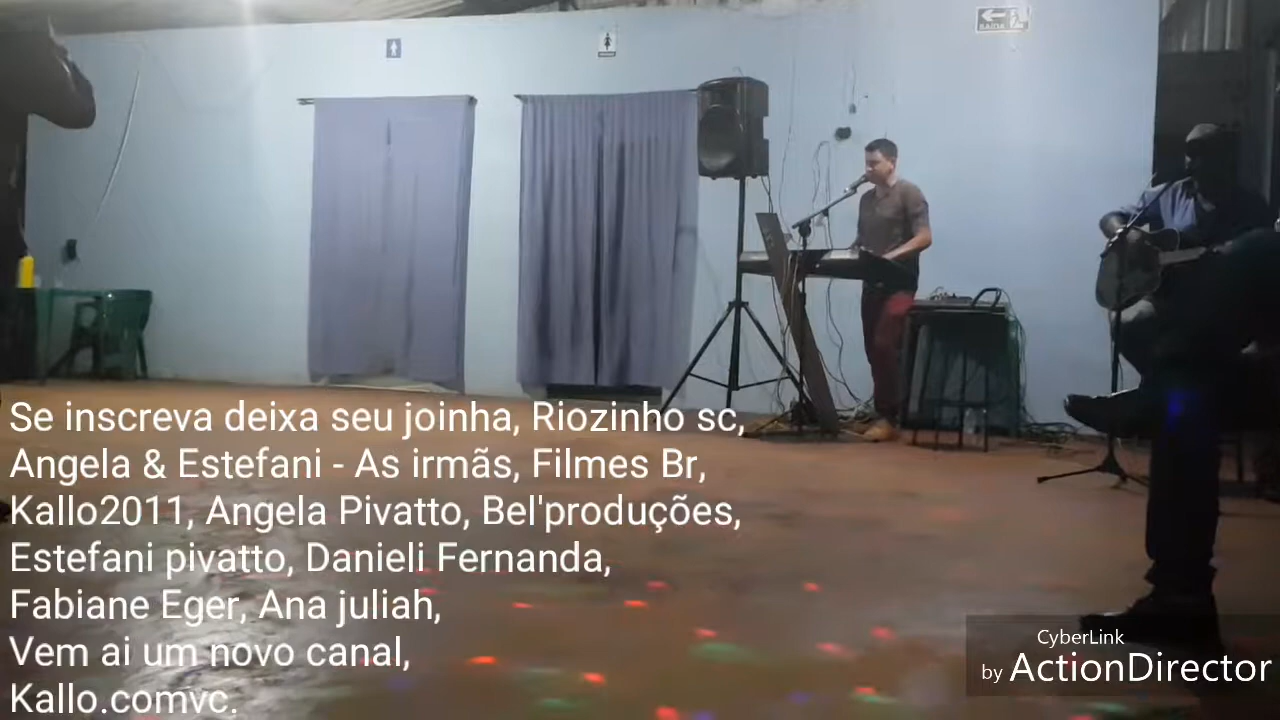 SAÍDA
Se inscreva deixa seu joinha, Riozinho sc,
Angela & Estefani - As irmãs, Filmes Br,
Kallo2011, Angela Pivatto, Bel'produções,
Estefani pivatto, Danieli Fernanda,
Fabiane Eger, Ana juliah,
Vem ai um novo canal,
Kallo.comvc.
CyberLink
by ActionDirector